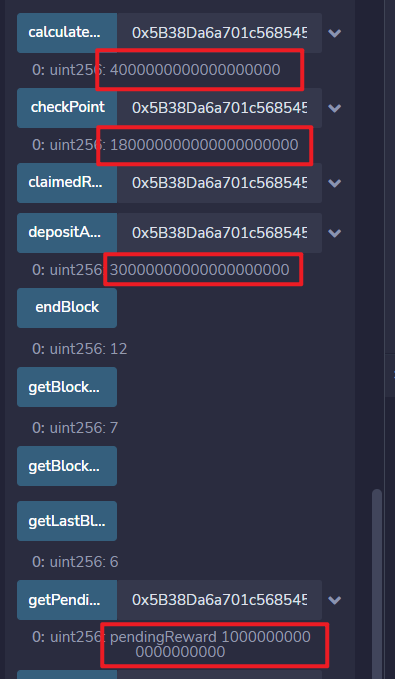 calculate... 0x5B38Da6a701c568545
0: uint256: 4000000000000000000
checkPoint 0x5B38Da6a701c568545
0: uint256: 180000000000000000000
claimedR... 0x5B38Da6a701c568545
depositA... 0x5B38Da6a701c568545
0: uint256: 30000000000000000000
endBlock
0: uint256: 12
getBlock...
0: uint256: 7
getBlock...
getLastBl...
0: uint256: 6
getPendi... 0x5B38Da6a701c568545
0: uint256: pendingReward 1000000000
0000000000